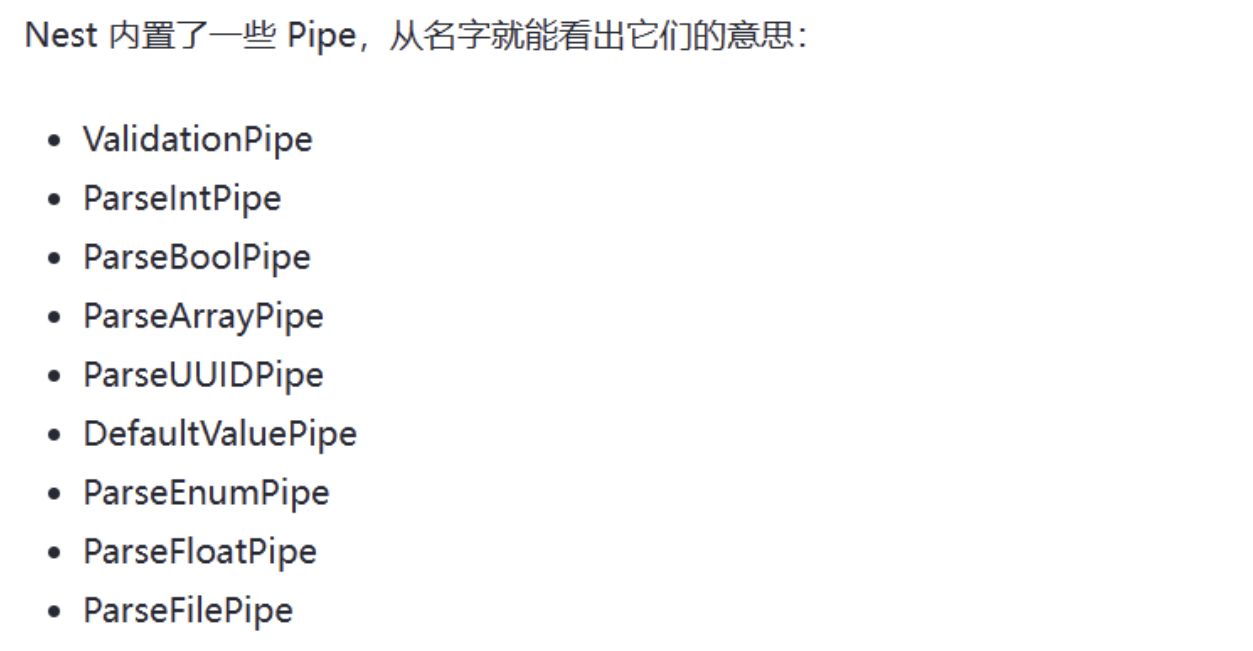 Nest 内置了一些 Pipe，从名字就能看出它们的意思：
• ValidationPipe
• ParseIntPipe
• ParseBoolPipe
• ParseArrayPipe
• ParseUUIDPipe
• DefaultValuePipe
• ParseEnumPipe
• ParseFloatPipe
• ParseFilePipe